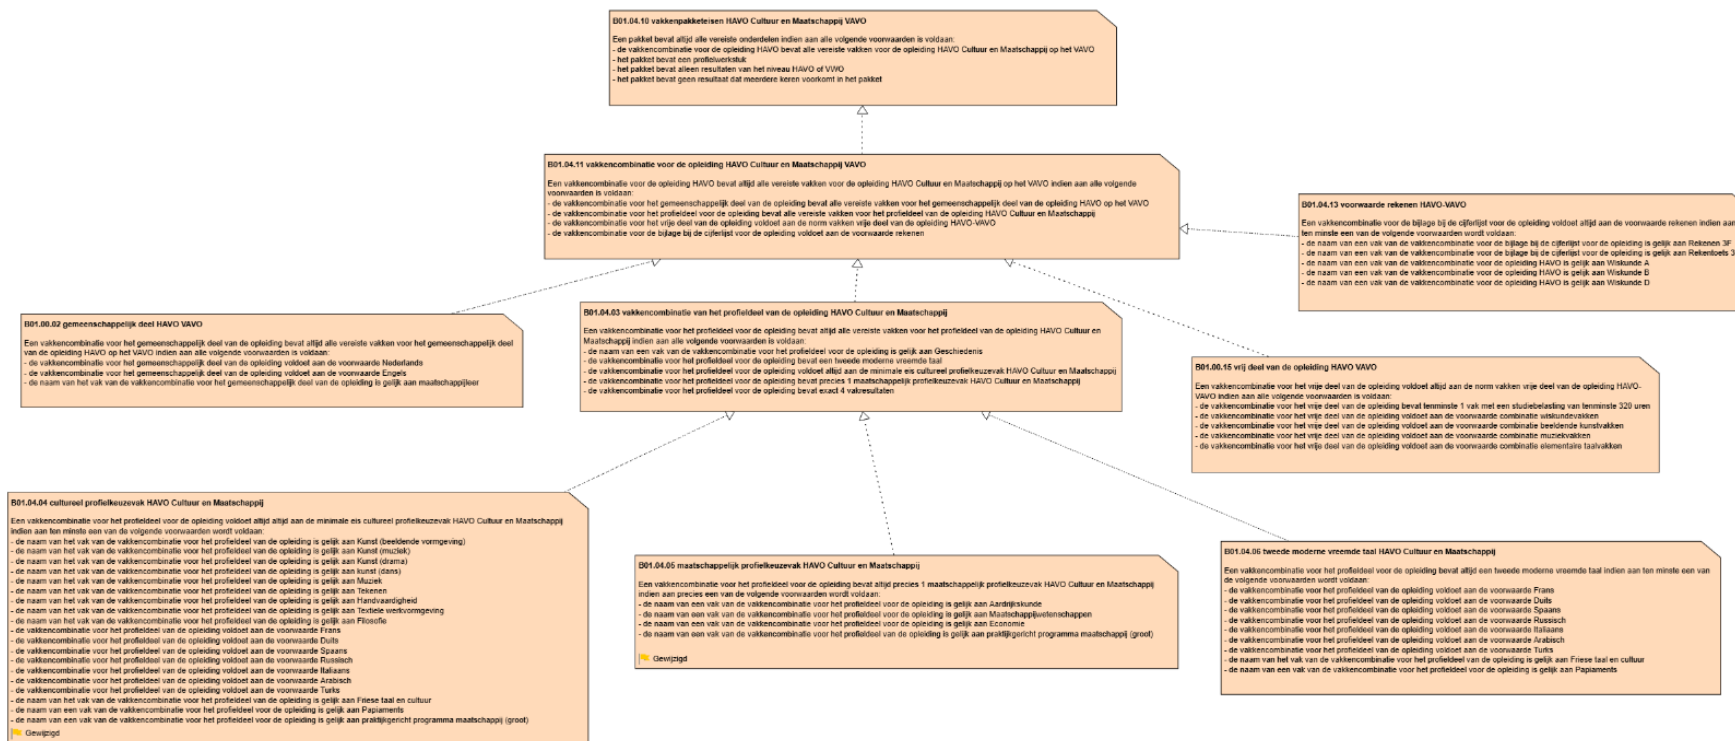 B01.04.10 vakkenpakketeisen HAVO Cultuur en Maatschappij VAVO
Een pakket bevat altijd alle vereiste onderdelen indien aan alle volgende voorwaarden is voldaan:
- de vakkencombinatie voor de opleiding HAVO bevat alle vereiste vakken voor de opleiding HAVO Cultuur en Maatschappij op het VAVO
- het pakket bevat een profielwerkstuk
- het pakket bevat alleen resultaten van het niveau HAVO of VWO
- het pakket bevat geen resultaat dat meerdere keren voorkomt in het pakket
B01.04.11 vakkencombinatie voor de opleiding HAVO Cultuur en Maatschappij VAVO
Een vakkencombinatie voor de opleiding HAVO bevat altijd alle vereiste vakken voor de opleiding HAVO Cultuur en Maatschappij op het VAVO indien aan alle volgende
voorwaarden is voldaan:
- de vakkencombinatie voor het gemeenschappelijk deel van de opleiding bevat alle vereiste vakken voor het gemeenschappelijk deel van de opleiding HAVO op het VAVO
- de vakkencombinatie voor het profieldeel voor de opleiding bevat alle vereiste vakken voor het profieldeel van de opleiding HAVO Cultuur en Maatschappij
- de vakkencombinatie voor het vrije deel van de opleiding voldoet aan de norm vakken vrije deel van de opleiding HAVO-VAVO
- de vakkencombinatie voor de bijlage bij de cijferlijst voor de opleiding voldoet aan de voorwaarde rekenen
B01.04.13 voorwaarde rekenen HAVO-VAVO
Een vakkencombinatie voor de bijlage bij de cijferlijst voor de opleiding voldoet altijd aan de voorwaarde rekenen indien aan
ten minste een van de volgende voorwaarden wordt voldaan:
- de naam van een vak van de vakkencombinatie voor de bijlage bij de cijferlijst voor de opleiding is gelijk aan Rekenen 3F
- de naam van een vak van de vakkencombinatie voor de bijlage bij de cijferlijst voor de opleiding is gelijk aan Rekentoets 3
- de naam van een vak van de vakkencombinatie voor de opleiding HAVO is gelijk aan Wiskunde A
- de naam van een vak van de vakkencombinatie voor de opleiding HAVO is gelijk aan Wiskunde B
- de naam van een vak van de vakkencombinatie voor de opleiding HAVO is gelijk aan Wiskunde D
B01.00.02 gemeenschappelijk deel HAVO VAVO
Een vakkencombinatie voor het gemeenschappelijk deel van de opleiding bevat altijd alle vereiste vakken voor het gemeenschappelijk deel
van de opleiding HAVO op het VAVO indien aan alle volgende voorwaarden is voldaan:
- de vakkencombinatie voor het gemeenschappelijk deel van de opleiding voldoet aan de voorwaarde Nederlands
- de vakkencombinatie voor het gemeenschappelijk deel van de opleiding voldoet aan de voorwaarde Engels
- de naam van het vak van de vakkencombinatie voor het gemeenschappelijk deel van de opleiding is gelijk aan maatschappijleer
B01.04.03 vakkencombinatie van het profieldeel van de opleiding HAVO Cultuur en Maatschappij
Een vakkencombinatie voor het profieldeel voor de opleiding bevat altijd alle vereiste vakken voor het profieldeel van de opleiding HAVO Cultuur en
Maatschappij indien aan alle volgende voorwaarden is voldaan:
- de naam van een vak van de vakkencombinatie voor het profieldeel voor de opleiding is gelijk aan Geschiedenis
- de vakkencombinatie voor het profieldeel voor de opleiding bevat een tweede moderne vreemde taal
- de vakkencombinatie voor het profieldeel voor de opleiding voldoet altijd aan de minimale eis cultureel profielkeuzevak HAVO Cultuur en Maatschappij
- de vakkencombinatie voor het profieldeel voor de opleiding bevat precies 1 maatschappelijk profielkeuzevak HAVO Cultuur en Maatschappij
- de vakkencombinatie voor het profieldeel voor de opleiding bevat exact 4 vakresultaten
B01.00.15 vrij deel van de opleiding HAVO VAVO
Een vakkencombinatie voor het vrije deel van de opleiding voldoet altijd aan de norm vakken vrije deel van de opleiding HAVO-
VAVO indien aan alle volgende voorwaarden is voldaan:
- de vakkencombinatie voor het vrije deel van de opleiding bevat tenminste 1 vak met een studiebelasting van tenminste 320 uren
- de vakkencombinatie voor het vrije deel van de opleiding voldoet aan de voorwaarde combinatie wiskundevakken
- de vakkencombinatie voor het vrije deel van de opleiding voldoet aan de voorwaarde combinatie beeldende kunstvakken
- de vakkencombinatie voor het vrije deel van de opleiding voldoet aan de voorwaarde combinatie muziekvakken
- de vakkencombinatie voor het vrije deel van de opleiding voldoet aan de voorwaarde combinatie elementaire taalvakken
B01.04.04 cultureel profielkeuzevak HAVO Cultuur en Maatschappij
Een vakkencombinatie voor het profieldeel voor de opleiding voldoet altijd altijd aan de minimale eis cultureel profielkeuzevak HAVO Cultuur en Maatschappij
indien aan ten minste een van de volgende voorwaarden wordt voldaan:
- de naam van het vak van de vakkencombinatie voor het profieldeel van de opleiding is gelijk aan Kunst (beeldende vormgeving)
- de naam van het vak van de vakkencombinatie voor het profieldeel van de opleiding is gelijk aan Kunst (muziek)
- de naam van het vak van de vakkencombinatie voor het profieldeel van de opleiding is gelijk aan Kunst (drama)
- de naam van het vak van de vakkencombinatie voor het profieldeel van de opleiding is gelijk aan kunst (dans)
- de naam van het vak van de vakkencombinatie voor het profieldeel van de opleiding is gelijk aan Muziek
- de naam van het vak van de vakkencombinatie voor het profieldeel van de opleiding is gelijk aan Tekenen
- de naam van het vak van de vakkencombinatie voor het profieldeel van de opleiding is gelijk aan Handvaardigheid
- de naam van het vak van de vakkencombinatie voor het profieldeel van de opleiding is gelijk aan Textiele werkvormgeving
- de naam van het vak van de vakkencombinatie voor het profieldeel van de opleiding is gelijk aan Filosofie
- de vakkencombinatie voor het profieldeel van de opleiding voldoet aan de voorwaarde Frans
- de vakkencombinatie voor het profieldeel van de opleiding voldoet aan de voorwaarde Duits
- de vakkencombinatie voor het profieldeel van de opleiding voldoet aan de voorwaarde Spaans
- de vakkencombinatie voor het profieldeel van de opleiding voldoet aan de voorwaarde Russisch
- de vakkencombinatie voor het profieldeel van de opleiding voldoet aan de voorwaarde Italiaans
- de vakkencombinatie voor het profieldeel van de opleiding voldoet aan de voorwaarde Arabisch
- de vakkencombinatie voor het profieldeel van de opleiding voldoet aan de voorwaarde Turks
- de naam van het vak van de vakkencombinatie voor het profieldeel van de opleiding is gelijk aan Friese taal en cultuur
- de naam van een vak van de vakkencombinatie voor het profieldeel voor de opleiding is gelijk aan Papiaments
- de naam van een vak van de vakkencombinatie voor het profieldeel voor de opleiding is gelijk aan praktijkgericht programma maatschappij (groot)
Gewijzigd
B01.04.05 maatschappelijk profielkeuzevak HAVO Cultuur en Maatschappij
Een vakkencombinatie voor het profieldeel voor de opleiding bevat altijd precies 1 maatschappelijk profielkeuzevak HAVO Cultuur en Maatschappij
indien aan precies een van de volgende voorwaarden wordt voldaan:
- de naam van een vak van de vakkencombinatie voor het profieldeel voor de opleiding is gelijk aan Aardrijkskunde
- de naam van een vak van de vakkencombinatie voor het profieldeel voor de opleiding is gelijk aan Maatschappijwetenschappen
- de naam van een vak van de vakkencombinatie voor het profieldeel voor de opleiding is gelijk aan Economie
- de naam van een vak van de vakkencombinatie voor het profieldeel van de opleiding is gelijk aan praktijkgericht programma maatschappij (groot)
Gewijzigd
B01.04.06 tweede moderne vreemde taal HAVO Cultuur en Maatschappij
Een vakkencombinatie voor het profieldeel voor de opleiding bevat altijd een tweede moderne vreemde taal indien aan ten minste een van
de volgende voorwaarden wordt voldaan:
- de vakkencombinatie voor het profieldeel van de opleiding voldoet aan de voorwaarde Frans
- de vakkencombinatie voor het profieldeel van de opleiding voldoet aan de voorwaarde Duits
- de vakkencombinatie voor het profieldeel van de opleiding voldoet aan de voorwaarde Spaans
- de vakkencombinatie voor het profieldeel van de opleiding voldoet aan de voorwaarde Russisch
- de vakkencombinatie voor het profieldeel van de opleiding voldoet aan de voorwaarde Italiaans
- de vakkencombinatie voor het profieldeel van de opleiding voldoet aan de voorwaarde Arabisch
- de vakkencombinatie voor het profieldeel van de opleiding voldoet aan de voorwaarde Turks
- de naam van het vak van de vakkencombinatie voor het profieldeel van de opleiding is gelijk aan Friese taal en cultuur
- de naam van een vak van de vakkencombinatie voor het profieldeel voor de opleiding is gelijk aan Papiaments